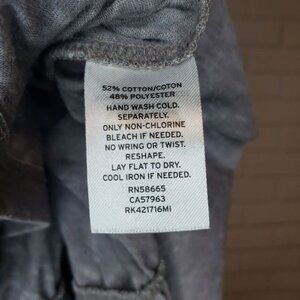 52% COTTON/COTON
48% POLYESTER
HAND WASH COLD.
SEPARATELY.
ONLY NON-CHLORINE
BLEACH IF NEEDED.
NO WRING OR TWIST.
RESHAPE.
LAY FLAT TO DRY.
COOL IRON IF NEEDED.
RN58665
CA57963
RK421716MI